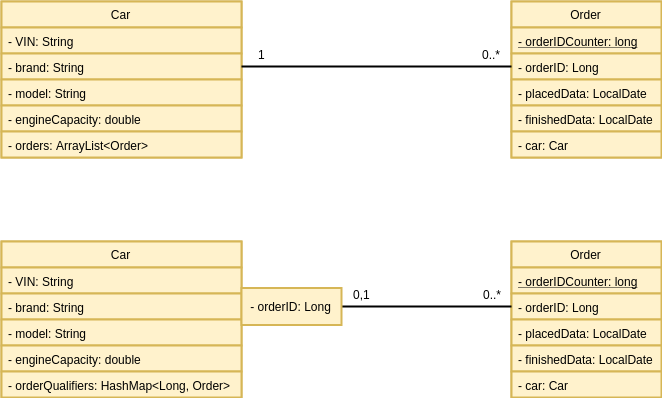 Car
- VIN: String
- brand: String
- model: String
- engineCapacity: double
- orders: ArrayList<Order>
1
0..*
Order
- orderIDCounter: long
- orderID: Long
- placedData: LocalDate
- finishedData: LocalDate
- car: Car
Car
- VIN: String
- brand: String
- model: String
- engineCapacity: double
- orderQualifiers: HashMap<Long, Order>
- orderID: Long
0,1
0..*
Order
- orderIDCounter: long
- orderID: Long
- placedData: LocalDate
- finishedData: LocalDate
- car: Car